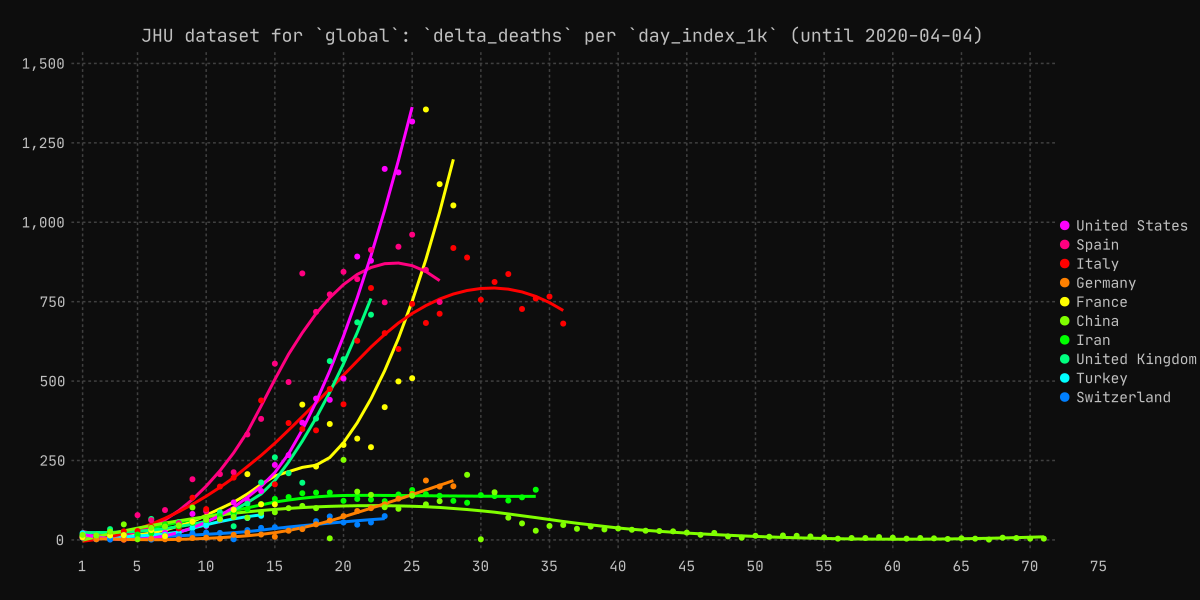 JHU dataset for `global`: `delta_deaths` per `day_index_1k` (until 2020-04-04)
1,500
1,250
1,000
750
500
250
0
1 5 10 15 20 25 30 35 40 45 50 55 60 65 70 75
United States
Spain
Italy
Germany
France
China
Iran
United Kingdom
Turkey
Switzerland